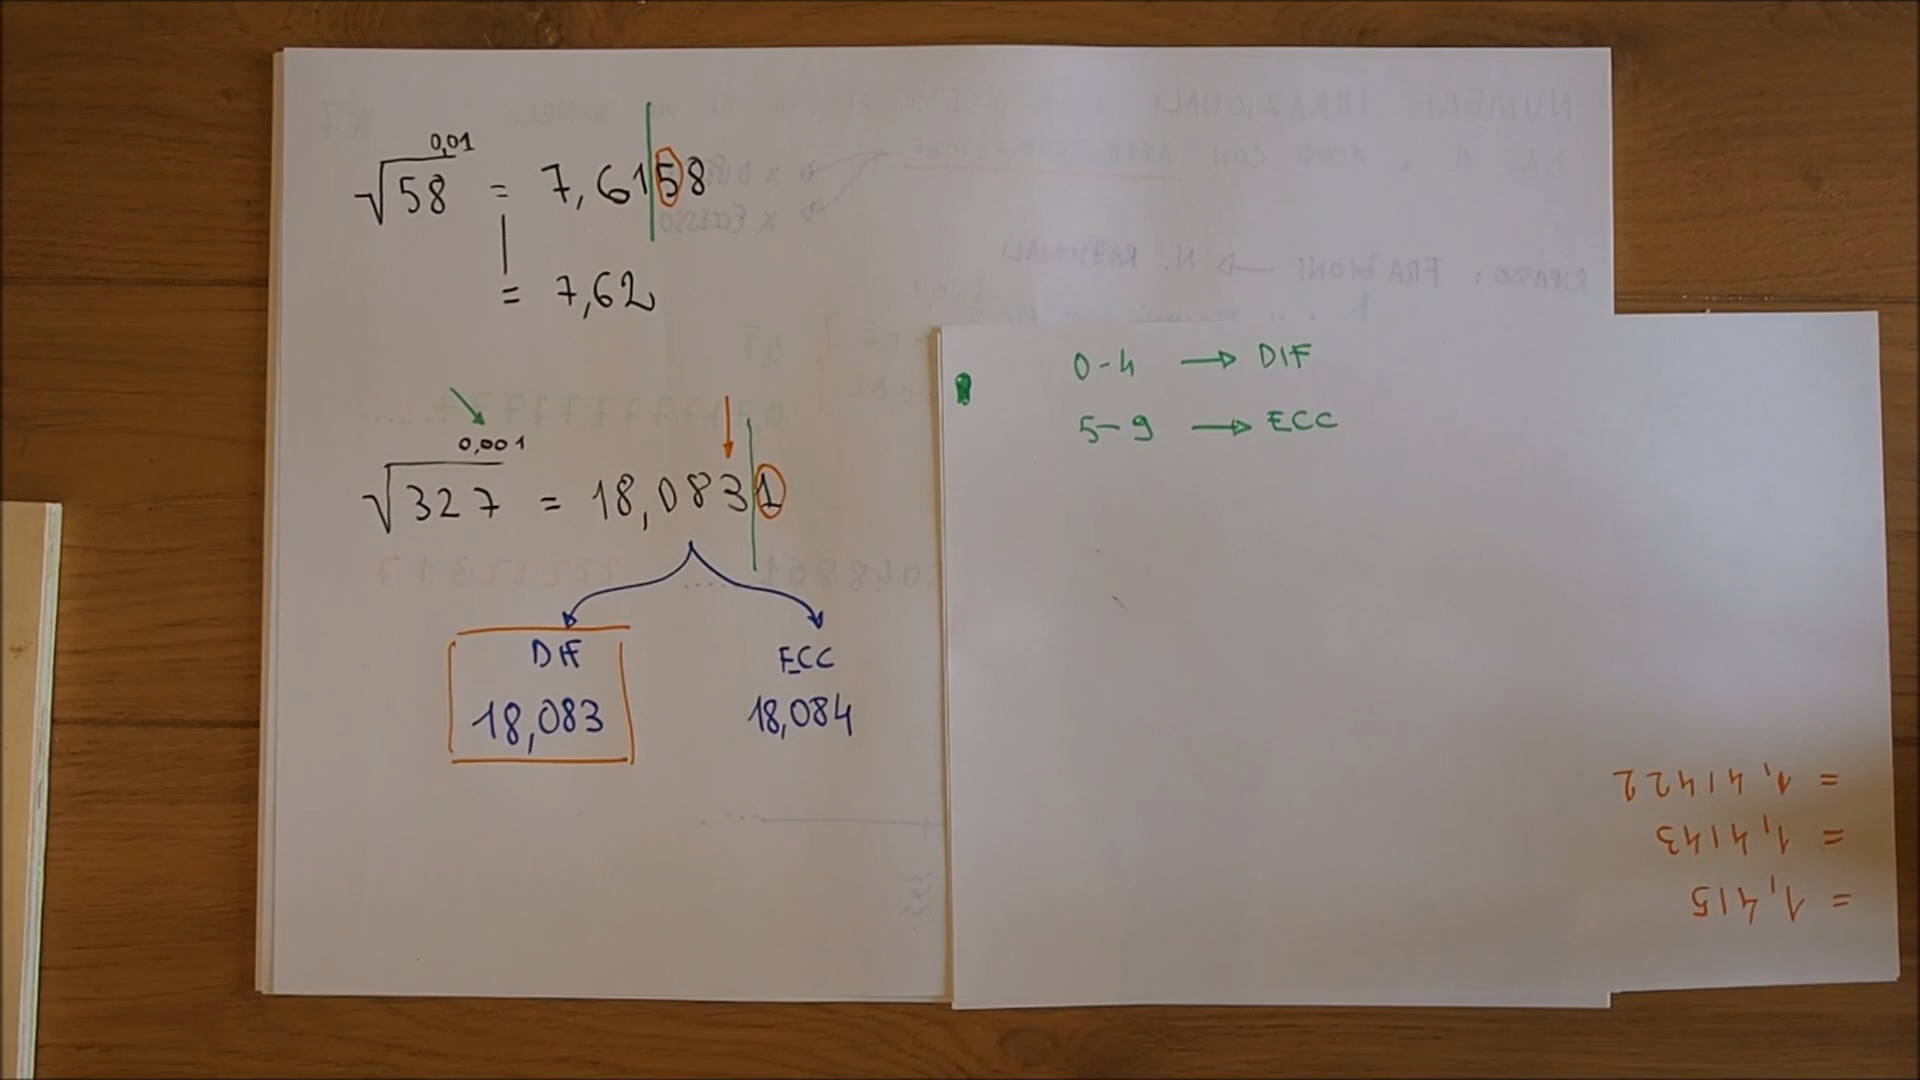 0,01
√58 = 7,6158
= 7,62
0,001
√327 = 18,0831
DIF ECC
18,083 18,084
0-4 → DIF
5-9 → ECC
= 1,41422
= 1,4143
= 1,415